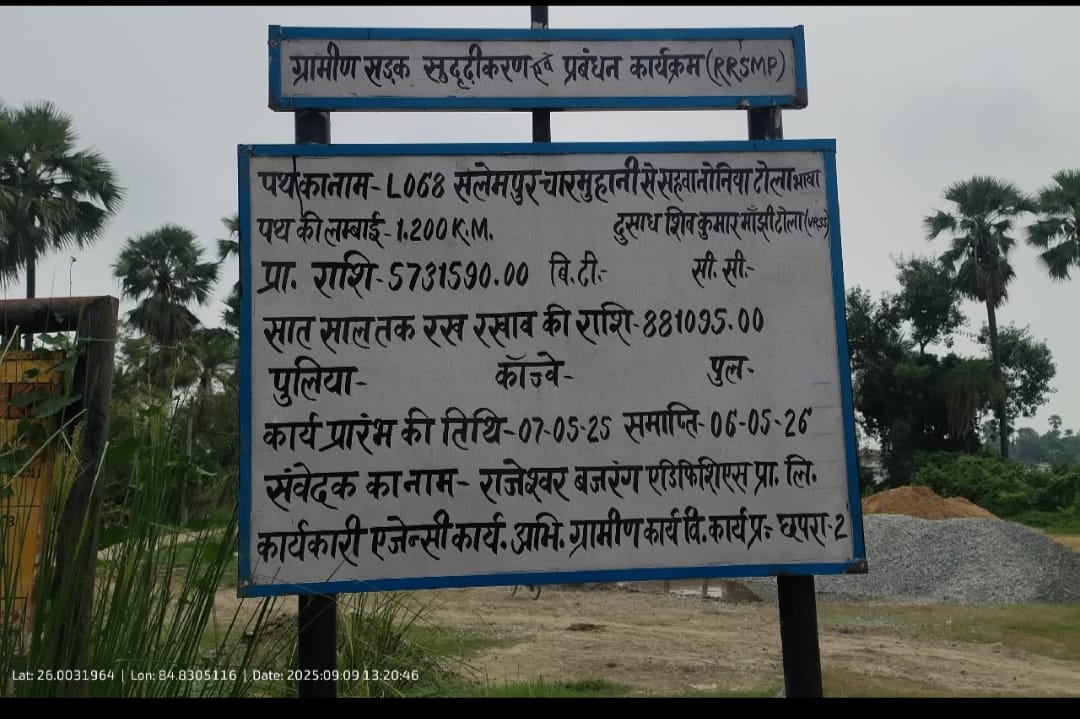 ग्रामीण सड़क सुदृढ़ीकरण एवं प्रबंधन कार्यक्रम (RRSMP)
पथ का नाम- L068 सलेमपुर चारमुहानी से सहवा नोनिया टोला भाया
पथ की लम्बाई- 1.200 K.M. दुसाध शिव कुमार माँझी टोला (VR33)
प्रा. राशि- 5731590.00 बि.टी:- सी.सी:-
सात साल तक रख रखाव की राशि- 881095.00
पुलिया- कॉज्वे- पुल-
कार्य प्रारंभ की तिथि- 07-05-25 समाप्ति- 06-05-26
संवेदक का नाम- राजेश्वर बजरंग एडिफिशिएस प्रा. लि.
कार्यकारी एजेन्सी कार्य. अभि. ग्रामीण कार्य वि. कार्य प्र:- छपरा-2
Lat: 26.0031964 | Lon: 84.8305116 | Date: 2025:09:09 13:20:46